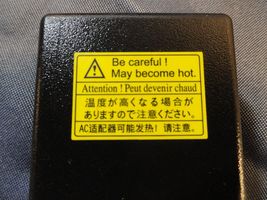 Be careful !
May become hot.
Attention ! Peut devenir chaud
温度が高くなる場合が
ありますので注意ください。
AC适配器可能发热! 请注意.